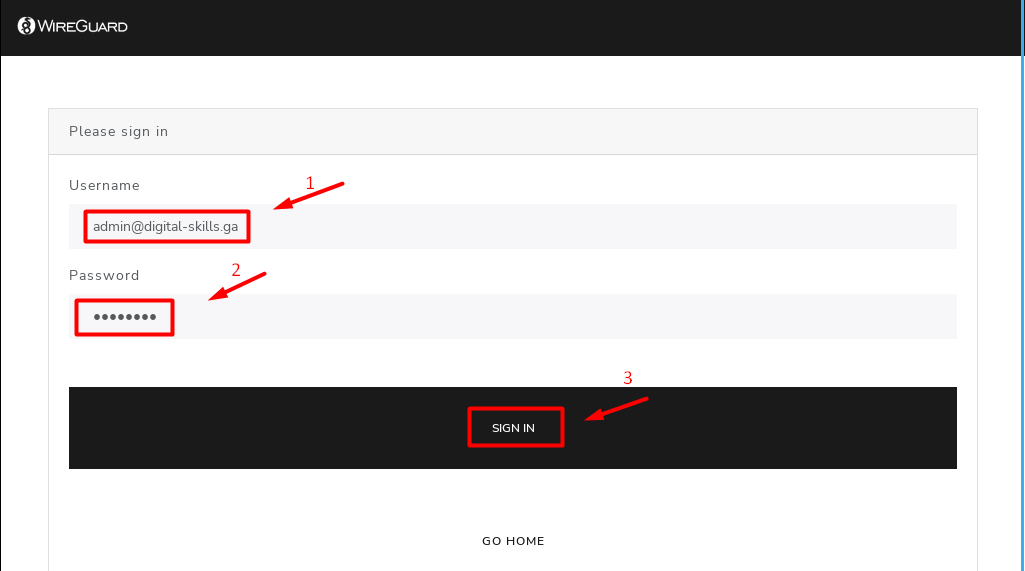 WIREGUARD
Please sign in
Username
1
admin@digital-skills.ga
Password
2
••••••••
3
SIGN IN
GO HOME